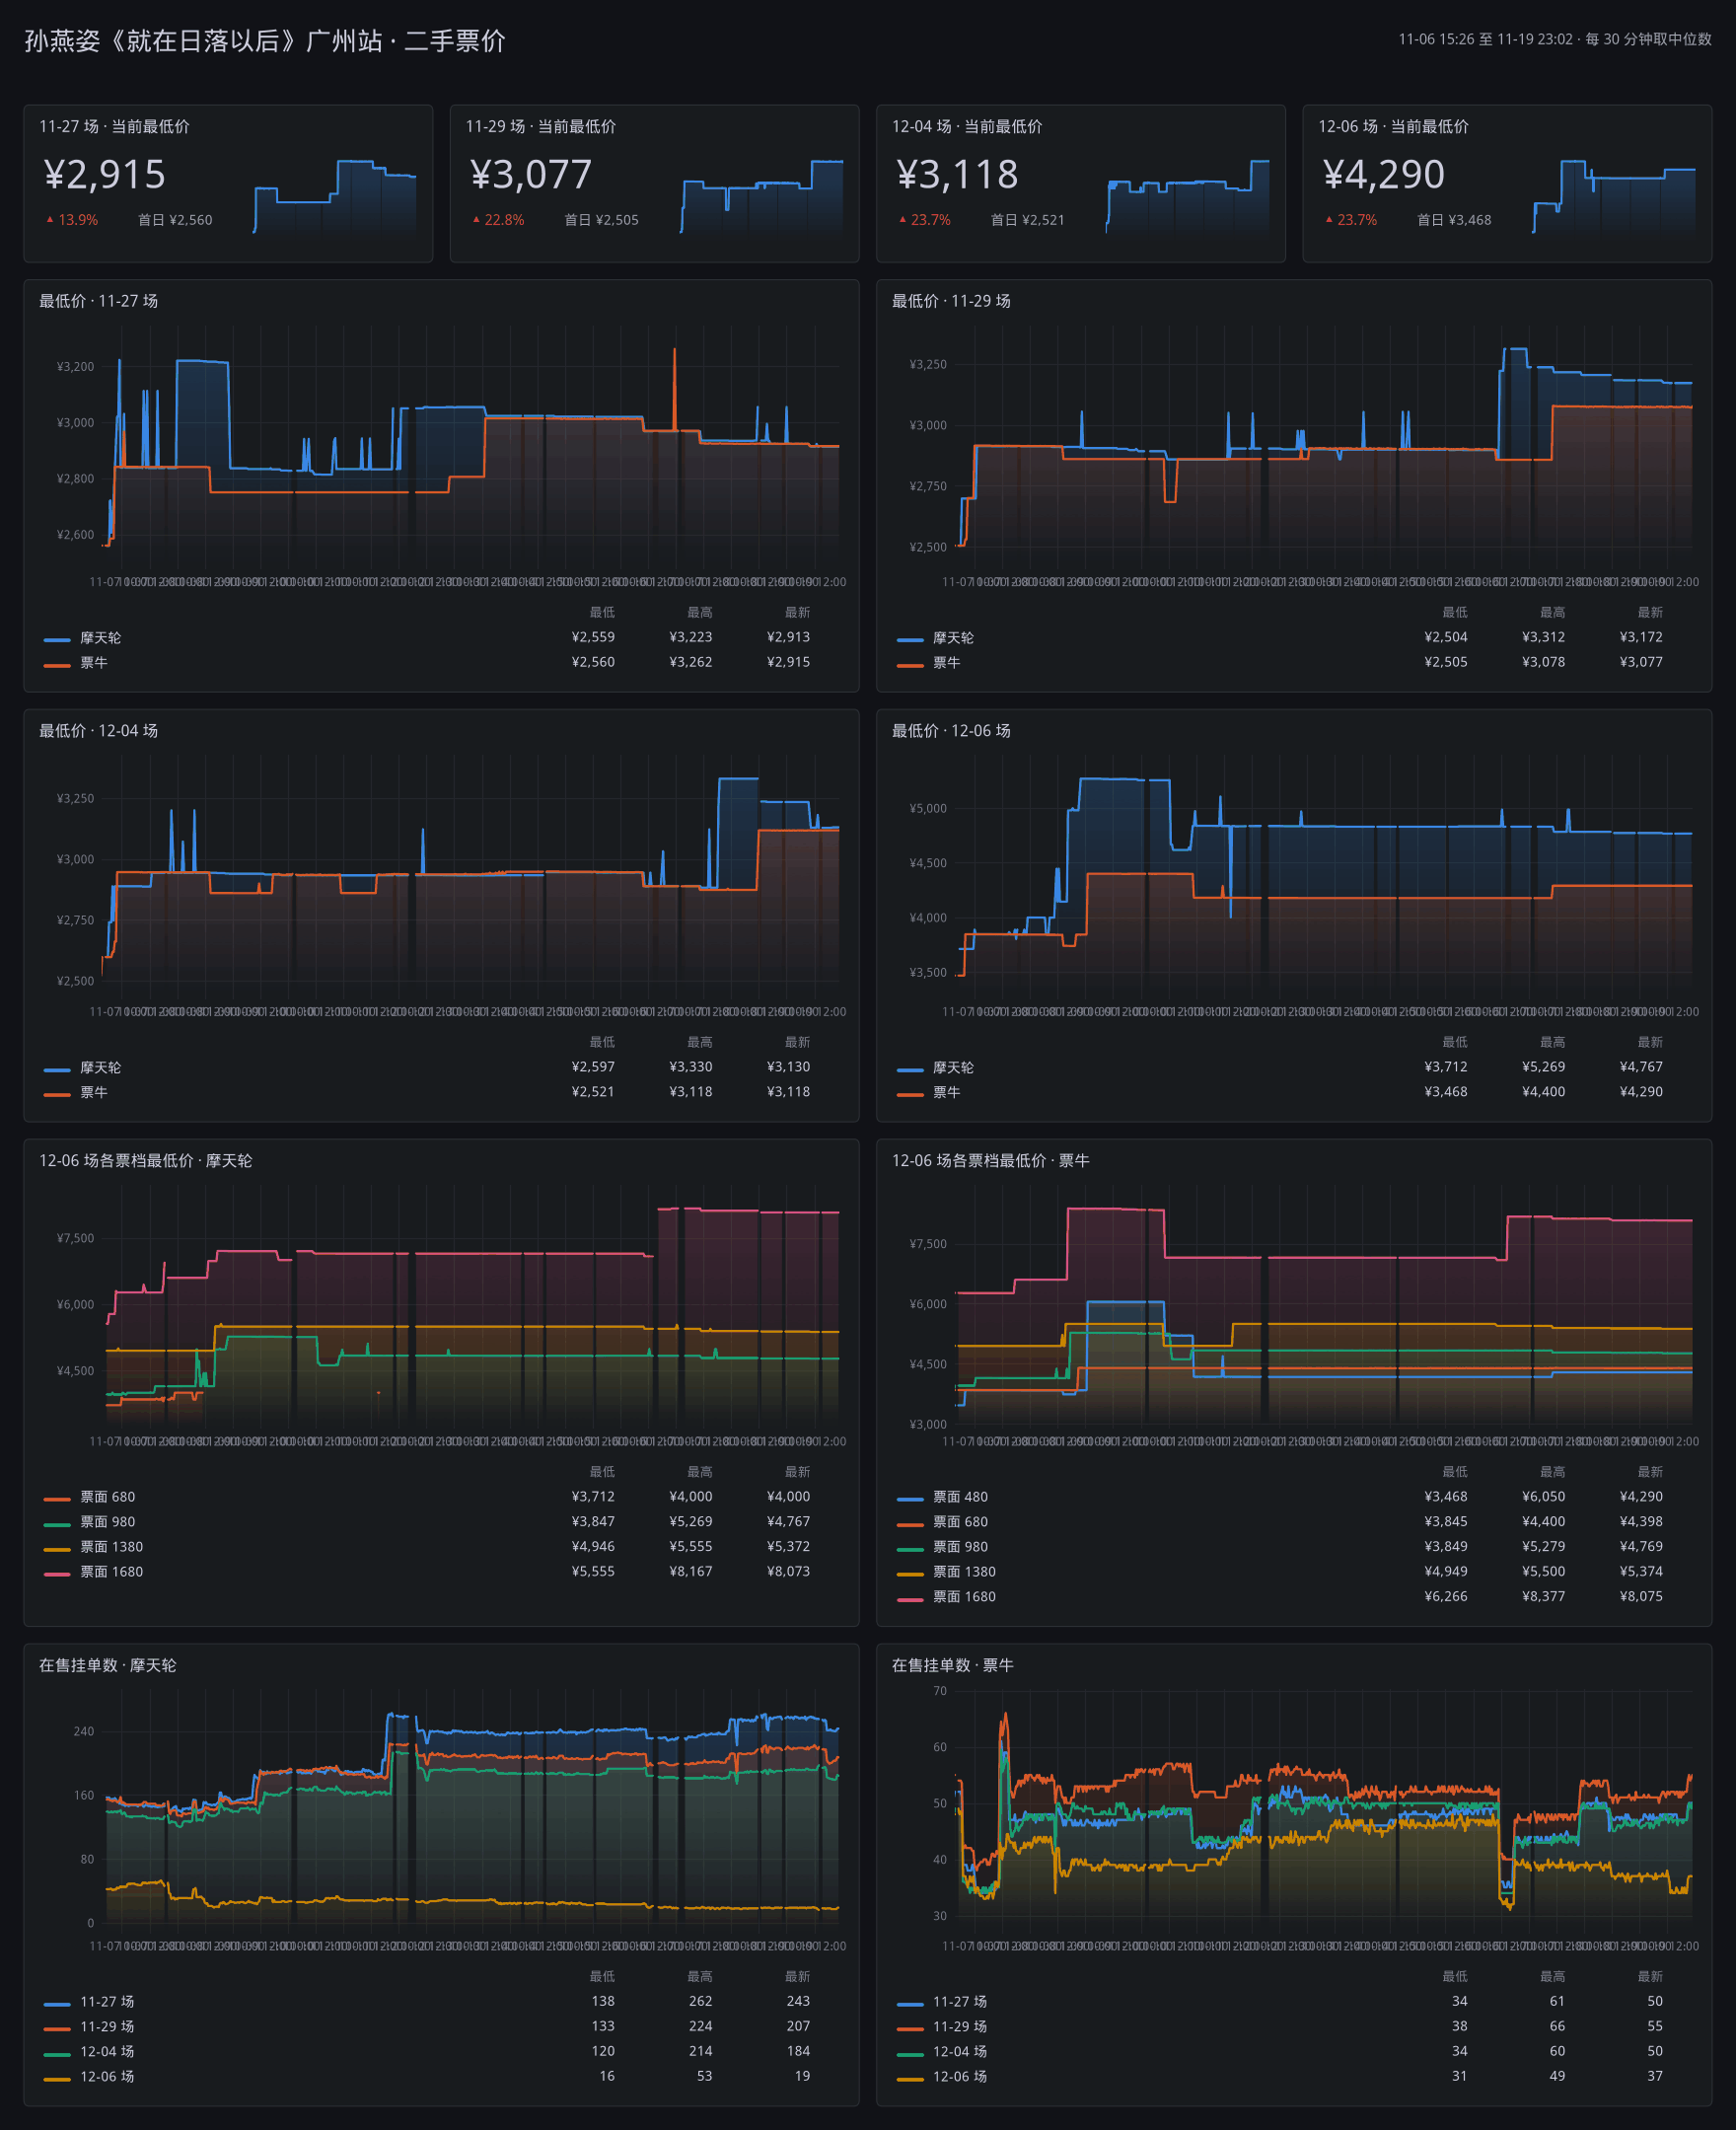 孙燕姿《就在日落以后》广州站 · 二手票价
11-06 15:26 至 11-19 23:02 · 每 30 分钟取中位数
11-27 场 · 当前最低价
¥2,915
▲ 13.9% 首日 ¥2,560
11-29 场 · 当前最低价
¥3,077
▲ 22.8% 首日 ¥2,505
12-04 场 · 当前最低价
¥3,118
▲ 23.7% 首日 ¥2,521
12-06 场 · 当前最低价
¥4,290
▲ 23.7% 首日 ¥3,468
最低价 · 11-27 场
¥3,200
¥3,000
¥2,800
¥2,600
最低 最高 最新
摩天轮 ¥2,559 ¥3,223 ¥2,913
票牛 ¥2,560 ¥3,262 ¥2,915
最低价 · 11-29 场
¥3,250
¥3,000
¥2,750
¥2,500
最低 最高 最新
摩天轮 ¥2,504 ¥3,312 ¥3,172
票牛 ¥2,505 ¥3,078 ¥3,077
最低价 · 12-04 场
¥3,250
¥3,000
¥2,750
¥2,500
最低 最高 最新
摩天轮 ¥2,597 ¥3,330 ¥3,130
票牛 ¥2,521 ¥3,118 ¥3,118
最低价 · 12-06 场
¥5,000
¥4,500
¥4,000
¥3,500
最低 最高 最新
摩天轮 ¥3,712 ¥5,269 ¥4,767
票牛 ¥3,468 ¥4,400 ¥4,290
12-06 场各票档最低价 · 摩天轮
¥7,500
¥6,000
¥4,500
最低 最高 最新
票面 680 ¥3,712 ¥4,000 ¥4,000
票面 980 ¥3,847 ¥5,269 ¥4,767
票面 1380 ¥4,946 ¥5,555 ¥5,372
票面 1680 ¥5,555 ¥8,167 ¥8,073
12-06 场各票档最低价 · 票牛
¥7,500
¥6,000
¥4,500
¥3,000
最低 最高 最新
票面 480 ¥3,468 ¥6,050 ¥4,290
票面 680 ¥3,845 ¥4,400 ¥4,398
票面 980 ¥3,849 ¥5,279 ¥4,769
票面 1380 ¥4,949 ¥5,500 ¥5,374
票面 1680 ¥6,266 ¥8,377 ¥8,075
在售挂单数 · 摩天轮
240
160
80
0
最低 最高 最新
11-27 场 138 262 243
11-29 场 133 224 207
12-04 场 120 214 184
12-06 场 16 53 19
在售挂单数 · 票牛
70
60
50
40
30
最低 最高 最新
11-27 场 34 61 50
11-29 场 38 66 55
12-04 场 34 60 50
12-06 场 31 49 37